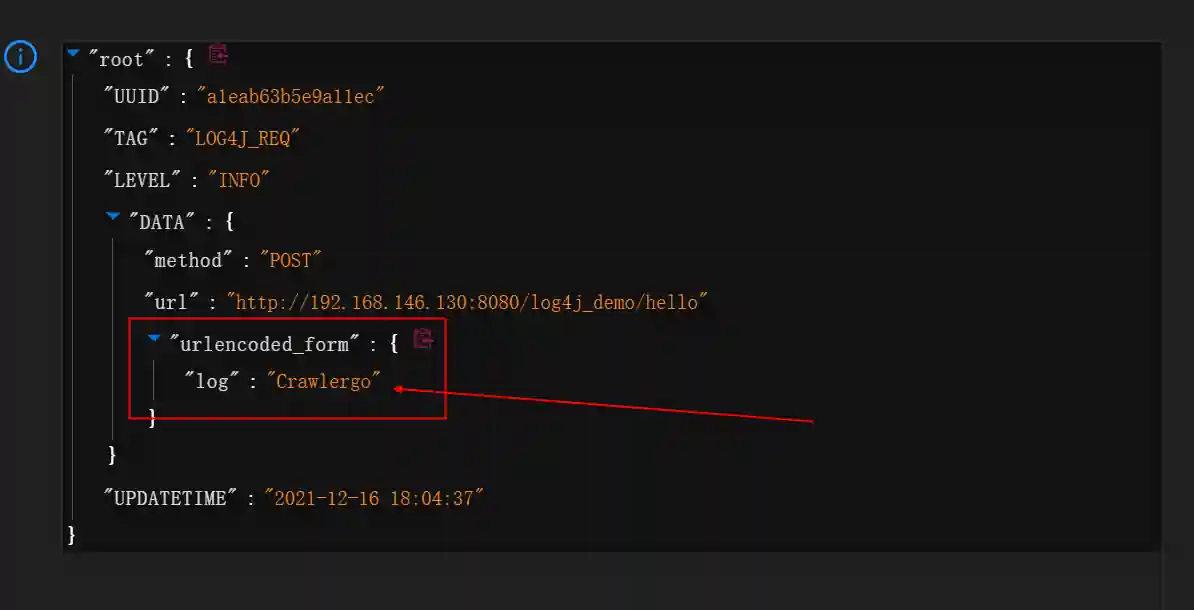 "root" : {
"UUID" : "a1eab63b5e9a11ec"
"TAG" : "LOG4J_REQ"
"LEVEL" : "INFO"
"DATA" : {
"method" : "POST"
"url" : "http://192.168.146.130:8080/log4j_demo/hello"
"urlencoded_form" : {
"log" : "Crawlergo"
}
}
"UPDATETIME" : "2021-12-16 18:04:37"
}